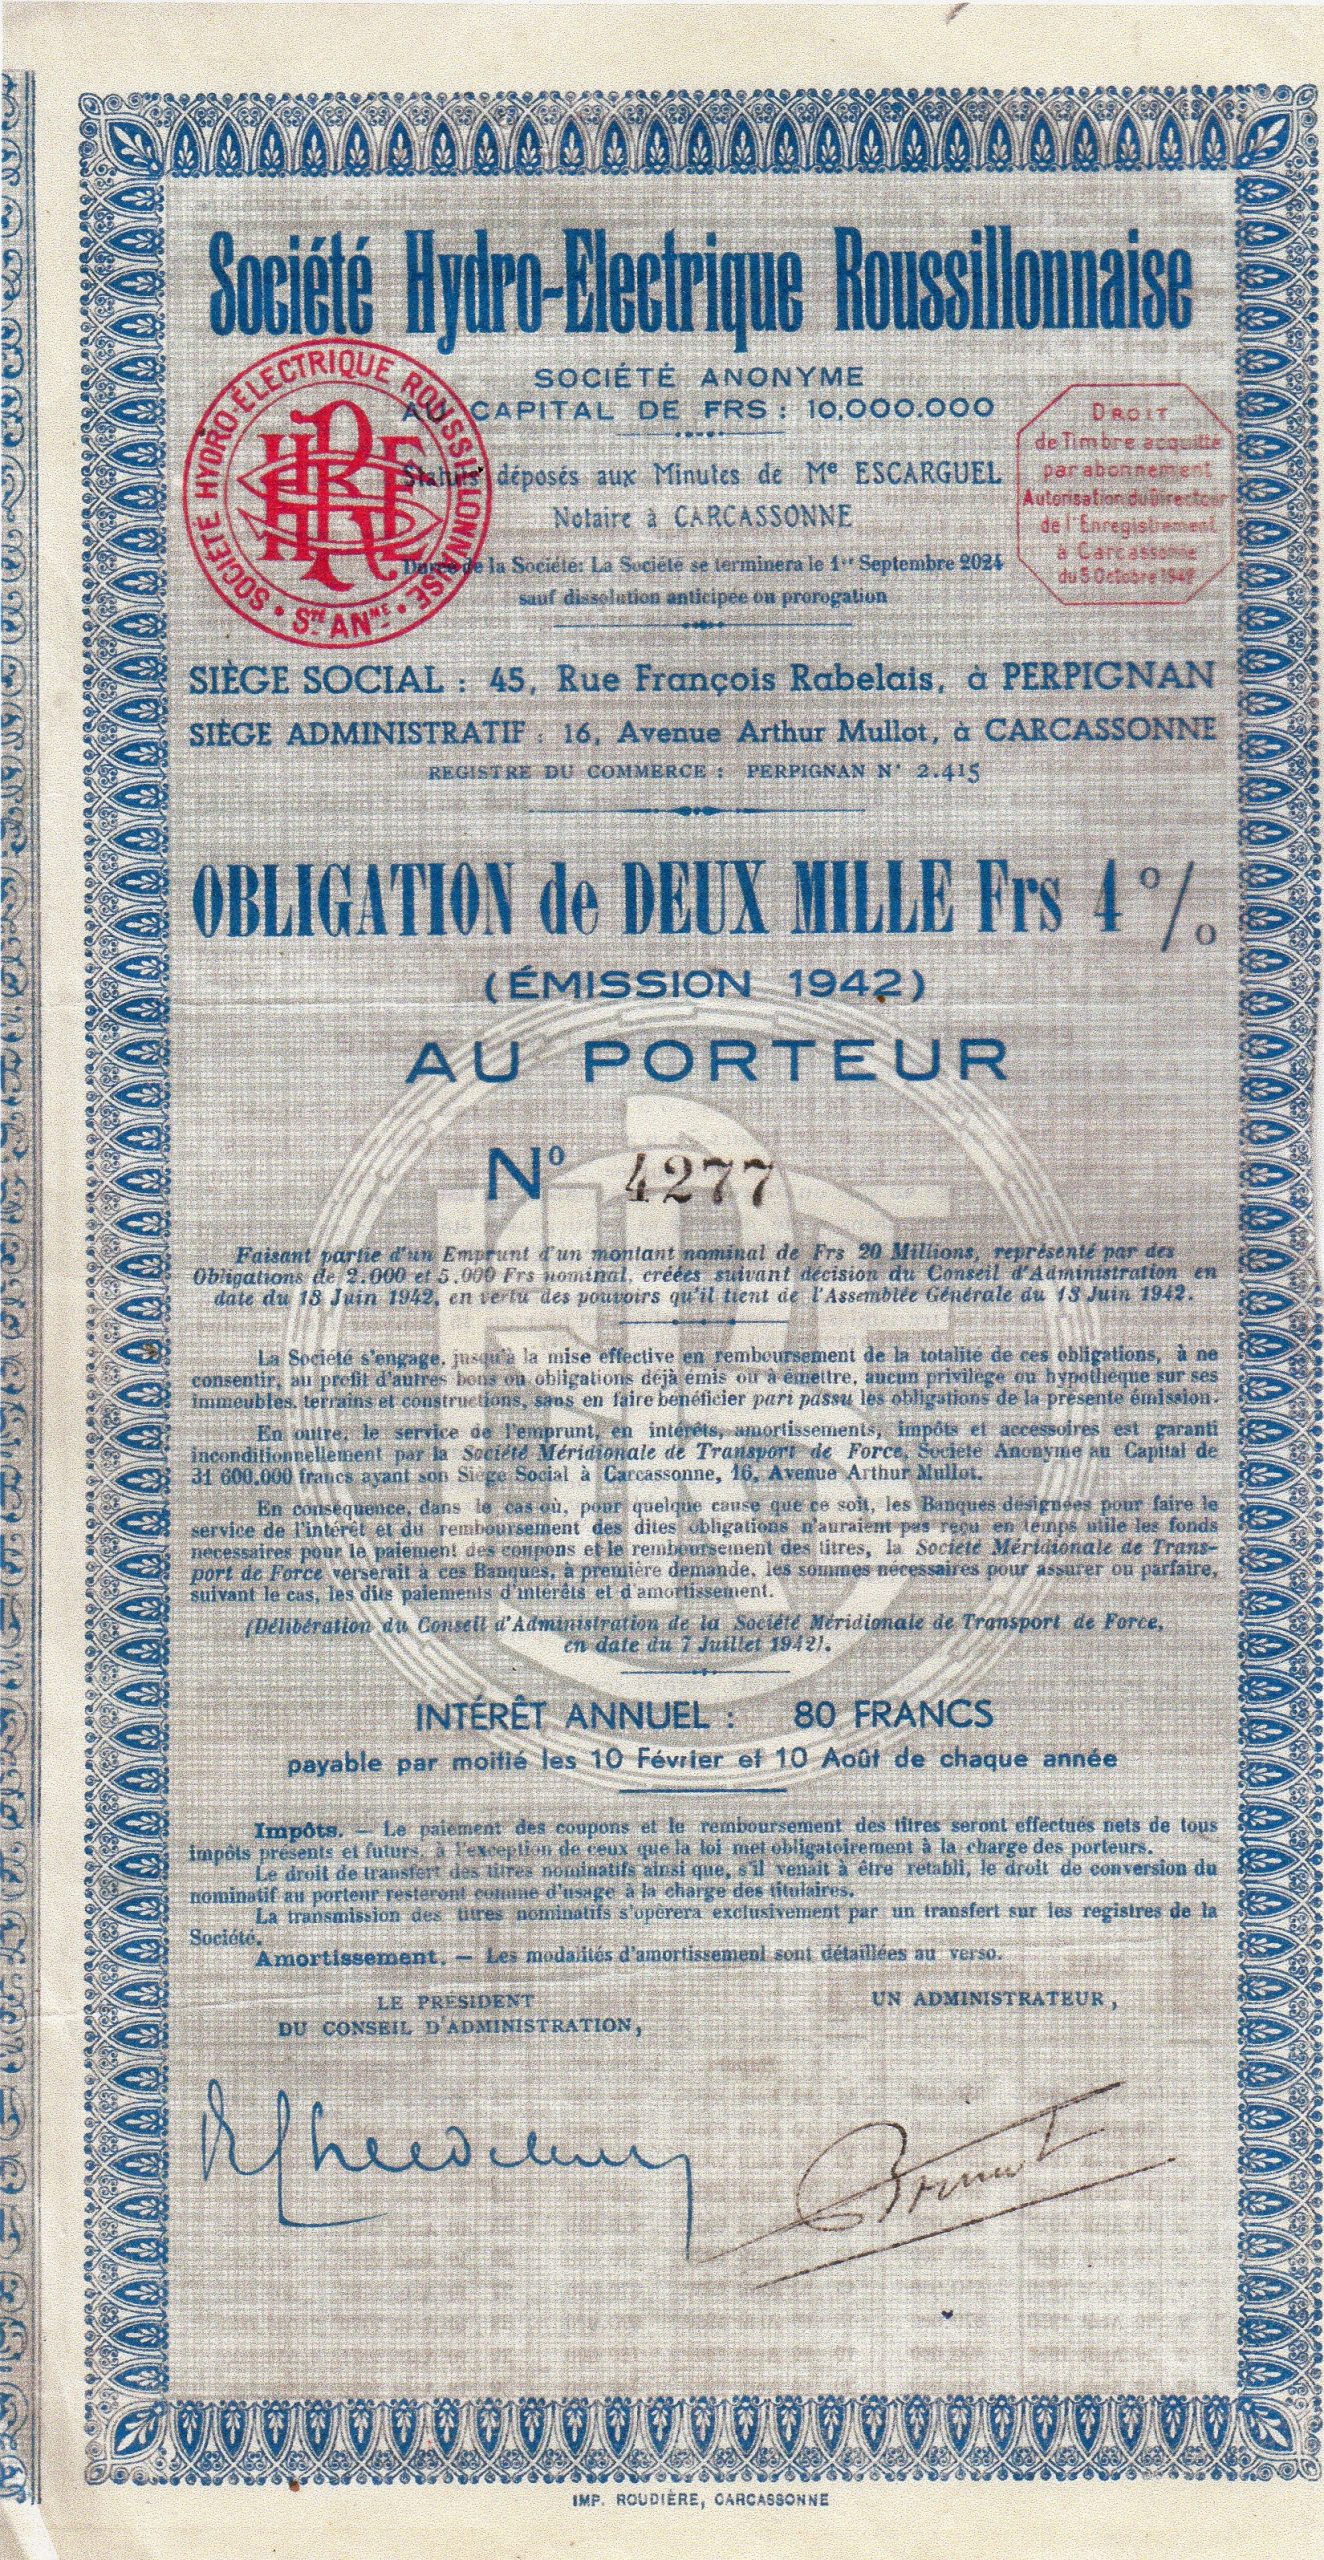 Société Hydro-Electrique Roussillonnaise
SOCIÉTÉ ANONYME
AU CAPITAL DE FRS : 10.000.000
Statuts déposés aux Minutes de Me ESCARGUEL
Notaire à CARCASSONNE
Durée de la Société: La Société se terminera le 1er Septembre 2024
sauf dissolution anticipée ou prorogation
SOCIÉTÉ HYDRO-ÉLECTRIQUE ROUSSILLONNAISE
STÉ ANME
DROIT
de Timbre acquitté
par abonnement
Autorisation du Directeur
de l'Enregistrement
à Carcassonne
du 5 Octobre 1942
SIÈGE SOCIAL : 45, Rue François Rabelais, à PERPIGNAN
SIÈGE ADMINISTRATIF : 16, Avenue Arthur Mullot, à CARCASSONNE
REGISTRE DU COMMERCE : PERPIGNAN N° 2.415
OBLIGATION de DEUX MILLE Frs 4 %
(ÉMISSION 1942)
AU PORTEUR
N° 4277
Faisant partie d'un Emprunt d'un montant nominal de Frs 20 Millions, représenté par des
Obligations de 2.000 et 5.000 Frs nominal, créées suivant décision du Conseil d'Administration en
date du 13 Juin 1942, en vertu des pouvoirs qu'il tient de l'Assemblée Générale du 13 Juin 1942.
La Société s'engage, jusqu'à la mise effective en remboursement de la totalité de ces obligations, à ne
consentir, au profit d'autres bons ou obligations déjà émis ou à émettre, aucun privilège ou hypothèque sur ses
immeubles, terrains et constructions, sans en faire bénéficier pari passu les obligations de la présente émission.
En outre, le service de l'emprunt, en intérêts, amortissements, impôts et accessoires est garanti
inconditionnellement par la Société Méridionale de Transport de Force, Société Anonyme au Capital de
31 600.000 francs ayant son Siège Social à Carcassonne, 16, Avenue Arthur Mullot.
En conséquence, dans le cas où, pour quelque cause que ce soit, les Banques désignées pour faire le
service de l'intérêt et du remboursement des dites obligations n'auraient pas reçu en temps utile les fonds
nécessaires pour le paiement des coupons et le remboursement des titres, la Société Méridionale de Trans-
port de Force verserait à ces Banques, à première demande, les sommes nécessaires pour assurer ou parfaire,
suivant le cas, les dits paiements d'intérêts et d'amortissement.
(Délibération du Conseil d'Administration de la Société Méridionale de Transport de Force,
en date du 7 Juillet 1942).
INTÉRÊT ANNUEL : 80 FRANCS
payable par moitié les 10 Février et 10 Août de chaque année
Impôts. — Le paiement des coupons et le remboursement des titres seront effectués nets de tous
impôts présents et futurs, à l'exception de ceux que la loi met obligatoirement à la charge des porteurs.
Le droit de transfert des titres nominatifs ainsi que, s'il venait à être rétabli, le droit de conversion du
nominatif au porteur resteront comme d'usage à la charge des titulaires.
La transmission des titres nominatifs s'opérera exclusivement par un transfert sur les registres de la
Société.
Amortissement. — Les modalités d'amortissement sont détaillées au verso.
LE PRÉSIDENT
DU CONSEIL D'ADMINISTRATION,
UN ADMINISTRATEUR,
IMP. ROUDIÈRE, CARCASSONNE